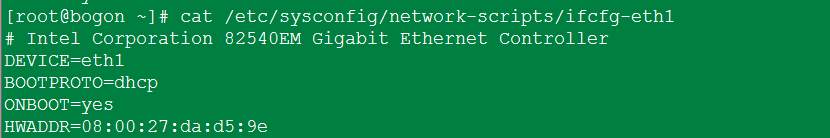 [root@bogon ~]# cat /etc/sysconfig/network-scripts/ifcfg-eth1
# Intel Corporation 82540EM Gigabit Ethernet Controller
DEVICE=eth1
BOOTPROTO=dhcp
ONBOOT=yes
HWADDR=08:00:27:da:d5:9e